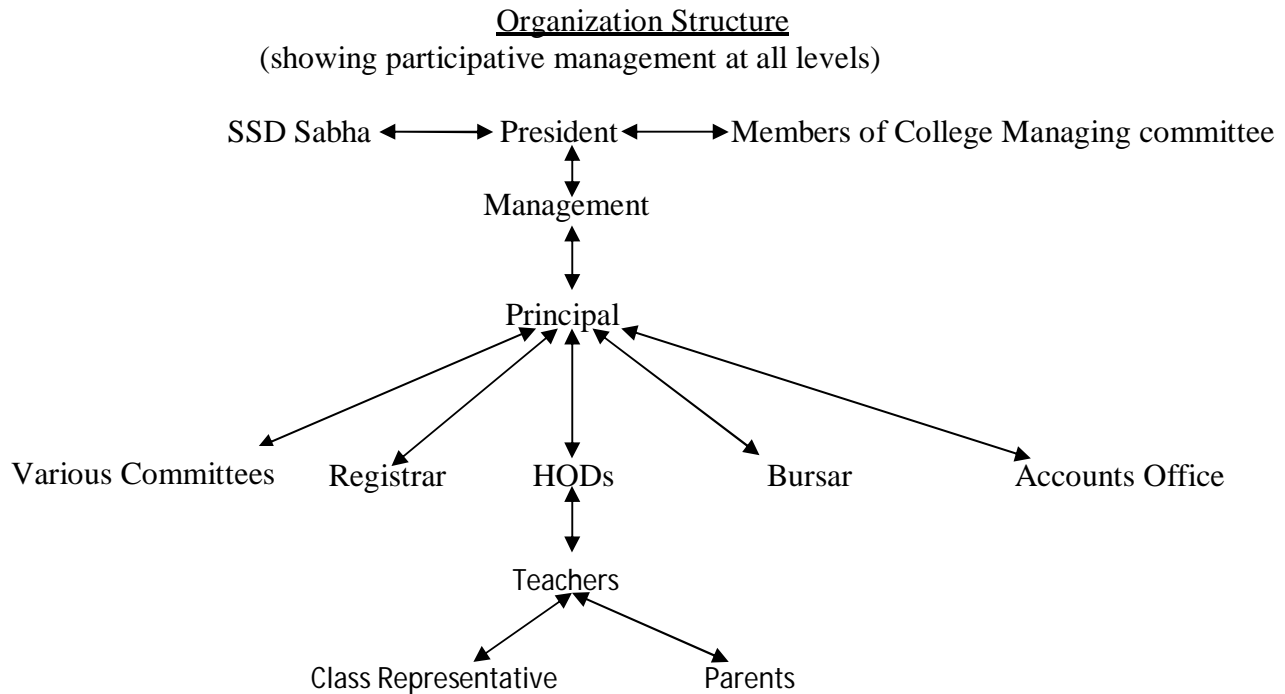 Organization Structure
(showing participative management at all levels)
SSD Sabha President Members of College Managing committee
Management
Principal
Various Committees Registrar HODs Bursar Accounts Office
Teachers
Class Representative Parents